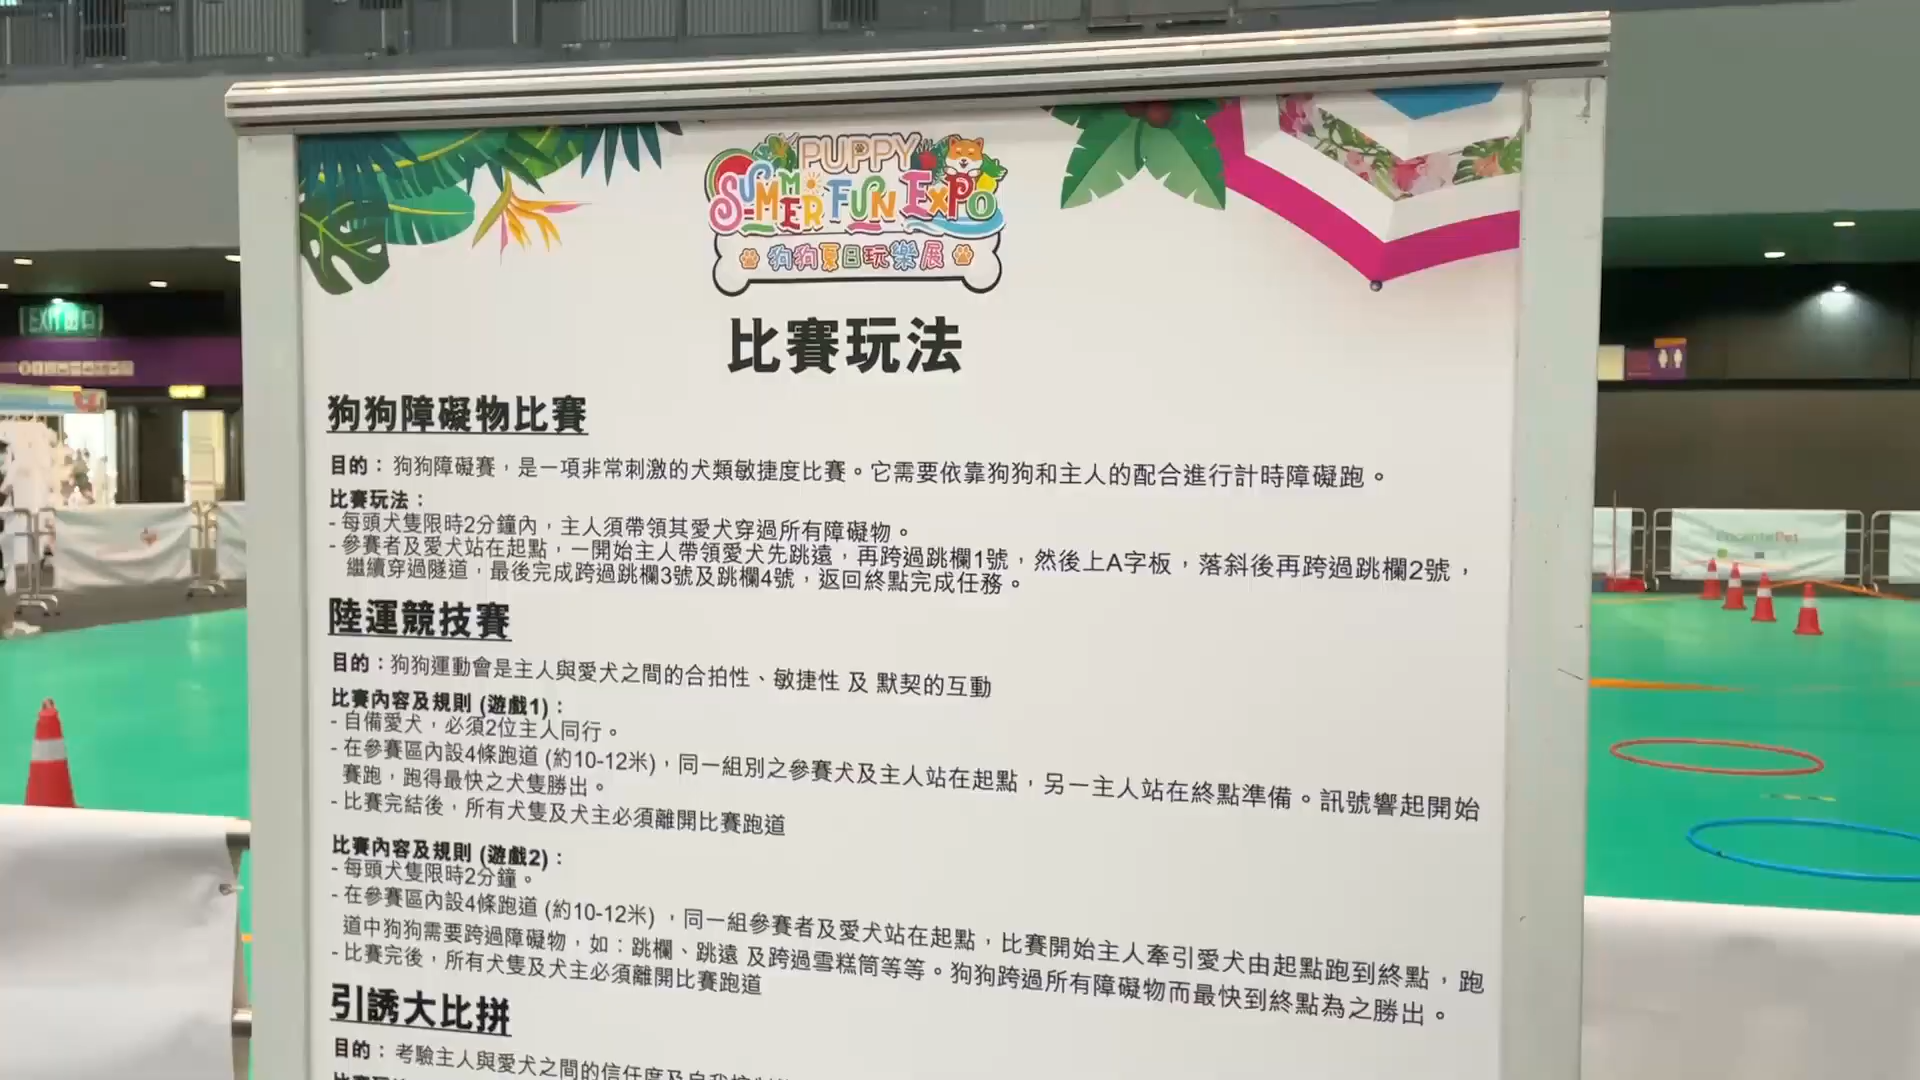 PUPPY
SUMMER FUN EXPO
狗狗夏日玩樂展
比賽玩法
狗狗障礙物比賽
目的：狗狗障礙賽，是一項非常刺激的犬類敏捷度比賽。它需要依靠狗狗和主人的配合進行計時障礙跑。
比賽玩法：
- 每頭犬隻限時2分鐘內，主人須帶領其愛犬穿過所有障礙物。
- 參賽者及愛犬站在起點，一開始主人帶領愛犬先跳遠，再跨過跳欄1號，然後上A字板，落斜後再跨過跳欄2號，
繼續穿過隧道，最後完成跨過跳欄3號及跳欄4號，返回終點完成任務。
陸運競技賽
目的：狗狗運動會是主人與愛犬之間的合拍性、敏捷性 及 默契的互動
比賽內容及規則 (遊戲1)：
- 自備愛犬，必須2位主人同行。
- 在參賽區內設4條跑道 (約10-12米)，同一組別之參賽犬及主人站在起點，另一主人站在終點準備。訊號響起開始
賽跑，跑得最快之犬隻勝出。
- 比賽完結後，所有犬隻及犬主必須離開比賽跑道
比賽內容及規則 (遊戲2)：
- 每頭犬隻限時2分鐘。
- 在參賽區內設4條跑道 (約10-12米) ，同一組參賽者及愛犬站在起點，比賽開始主人牽引愛犬由起點跑到終點，跑
道中狗狗需要跨過障礙物，如：跳欄、跳遠 及跨過雪糕筒等等。狗狗跨過所有障礙物而最快到終點為之勝出。
- 比賽完後，所有犬隻及犬主必須離開比賽跑道
引誘大比拼
目的：考驗主人與愛犬之間的信任度及自我
EXIT 出口